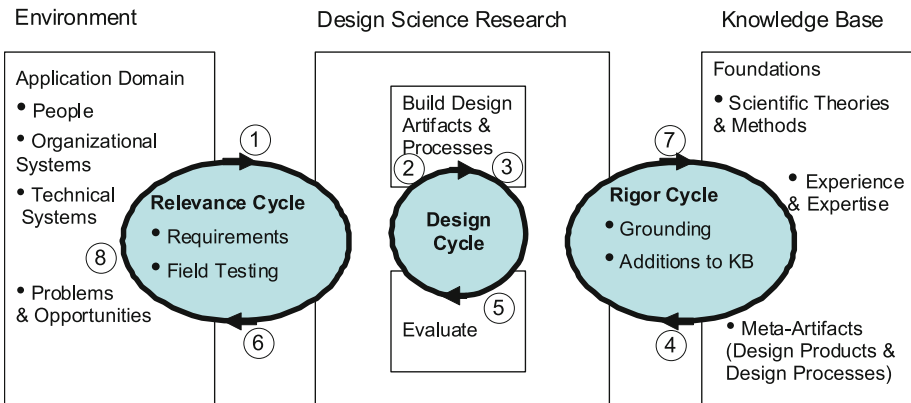 Environment
Design Science Research
Knowledge Base
Application Domain
• People
• Organizational
Systems
• Technical
Systems
• Problems
& Opportunities
8
1
Relevance Cycle
• Requirements
• Field Testing
6
Build Design
Artifacts &
Processes
2
3
Design
Cycle
5
Evaluate
7
Rigor Cycle
• Grounding
• Additions to KB
4
Foundations
• Scientific Theories
& Methods
• Experience
& Expertise
• Meta-Artifacts
(Design Products &
Design Processes)